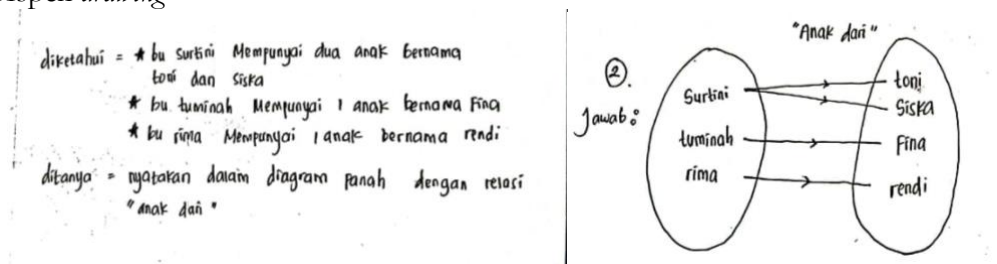 diketahui = * bu Surtini Mempunyai dua anak bernama
toni dan Siska
* bu tuminah Mempunyai 1 anak bernama Fina
* bu rima Mempunyai 1 anak bernama rendi
ditanya = nyatakan dalam diagram panah dengan relasi
"anak dari"
"Anak dari"
2.
Jawab:
Surtini
tuminah
rima
toni
Siska
Fina
rendi